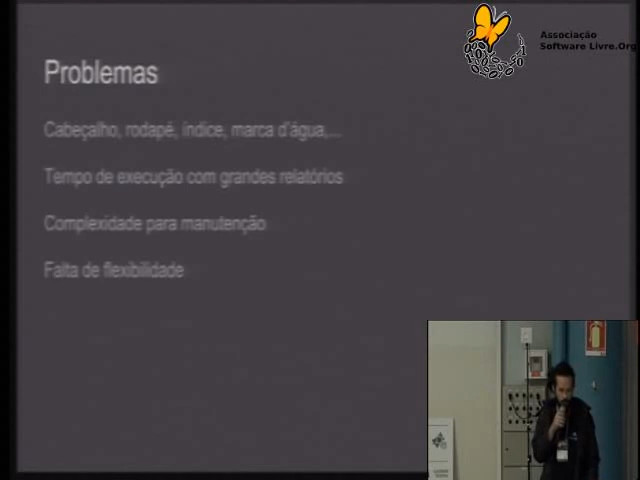 Associação
Software Livre.Org
Problemas
Cabeçalho, rodapé, índice, marca d'água,...
Tempo de execução com grandes relatórios
Complexidade para manutenção
Falta de flexibilidade